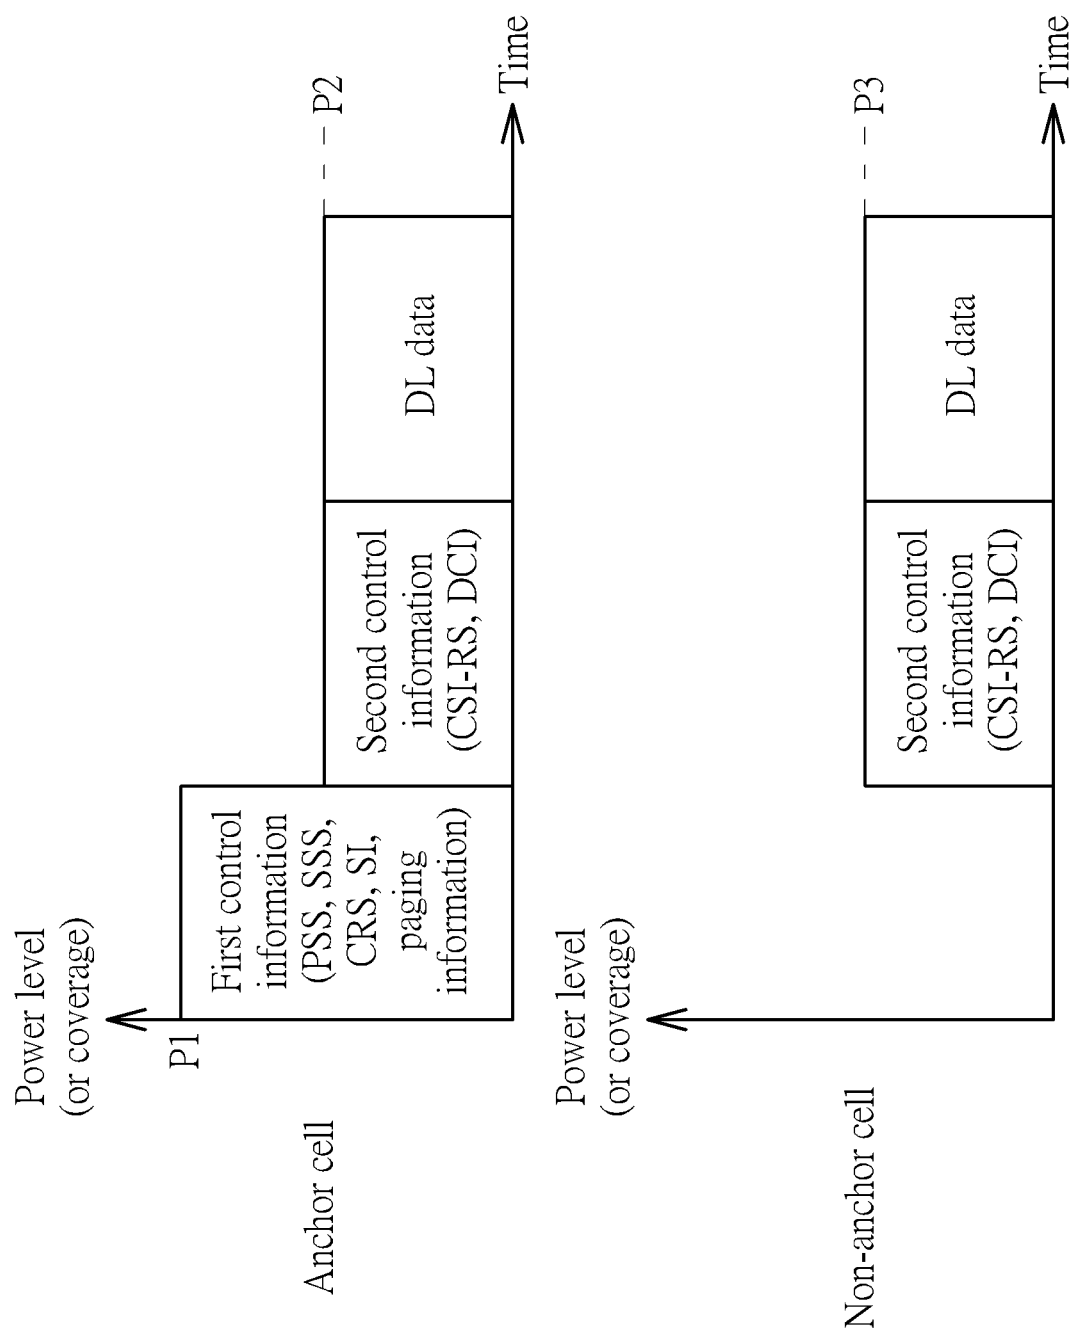 Power level
(or coverage)
P1
Anchor cell
First control
information
(PSS, SSS,
CRS, SI,
paging
information)
Second control
information
(CSI-RS, DCI)
DL data
P2
Time
Power level
(or coverage)
Non-anchor cell
Second control
information
(CSI-RS, DCI)
DL data
P3
Time